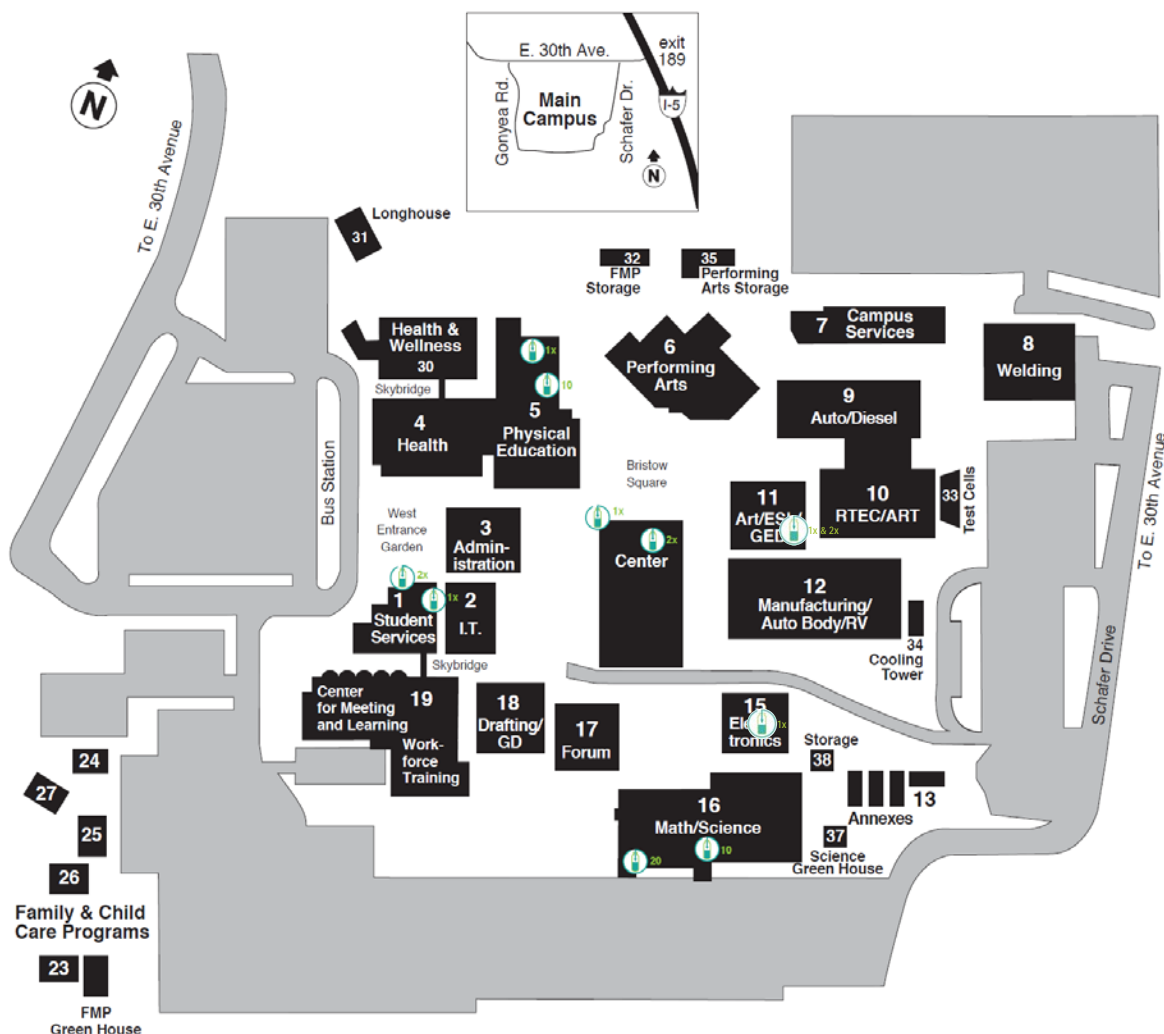 E. 30th Ave.
exit
189
Gonyea Rd.
Main
Campus
Schafer Dr.
I-5
N
N
To E. 30th Avenue
31
Longhouse
32
FMP
Storage
35
Performing
Arts Storage
Health &
Wellness
30
Skybridge
1x
10
4
Health
5
Physical
Education
6
Performing
Arts
7
Campus
Services
8
Welding
9
Auto/Diesel
Bus Station
Bristow
Square
1x
2x
Center
11
Art/ESL/
GED
1x & 2x
10
RTEC/ART
33
Test Cells
To E. 30th Avenue
West
Entrance
Garden
3
Admin-
istration
2x
1x
1
Student
Services
2
I.T.
Skybridge
12
Manufacturing/
Auto Body/RV
34
Cooling
Tower
Schafer Drive
Center
for Meeting
and Learning
19
Work-
force
Training
18
Drafting/
GD
17
Forum
15
Elec-
tronics
1x
Storage
38
13
Annexes
16
Math/Science
20
10
37
Science
Green House
24
27
25
26
Family & Child
Care Programs
23
FMP
Green House